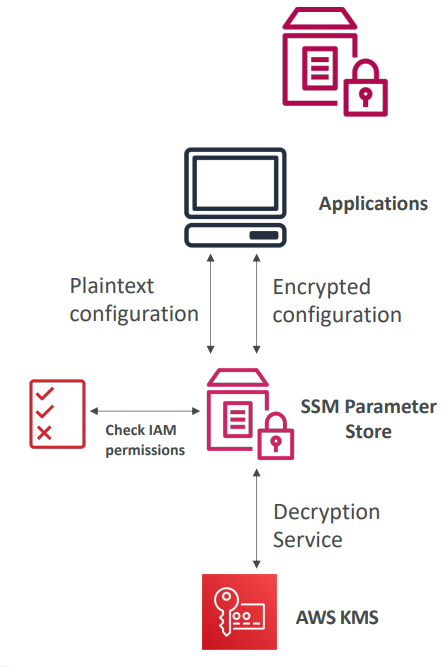 Applications
Plaintext
configuration
Encrypted
configuration
SSM Parameter
Store
Check IAM
permissions
Decryption
Service
AWS KMS